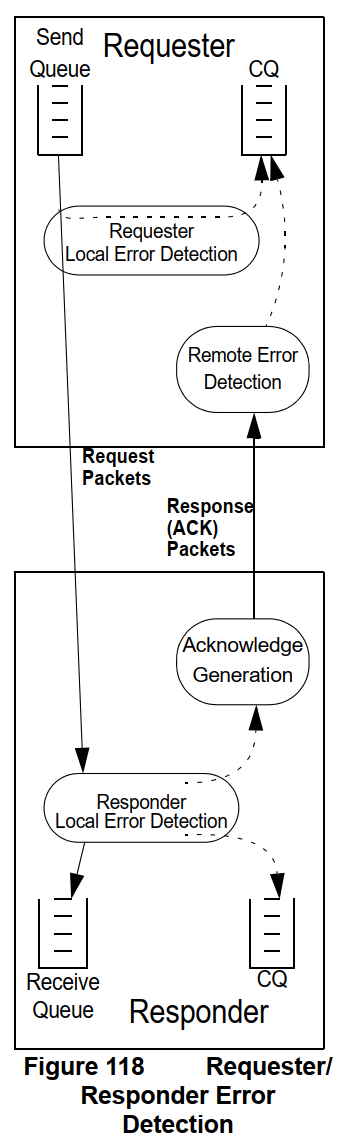 Send
Queue
Requester
CQ
Requester
Local Error Detection
Remote Error
Detection
Request
Packets
Response
(ACK)
Packets
Acknowledge
Generation
Responder
Local Error Detection
Receive
Queue
CQ
Responder
Figure 118 Requester/
Responder Error
Detection